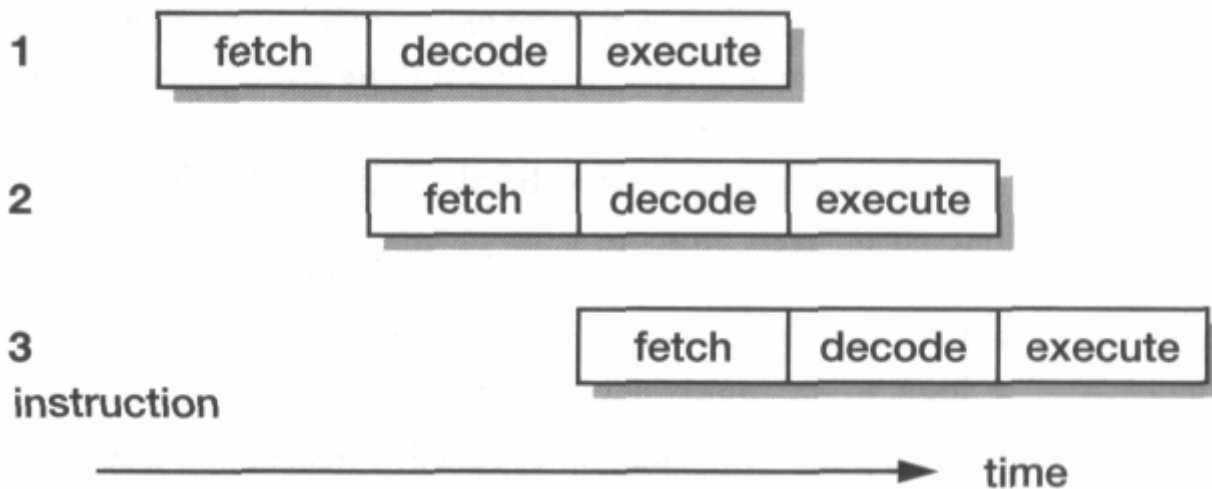 1 fetch decode execute
2 fetch decode execute
3 fetch decode execute
instruction
time